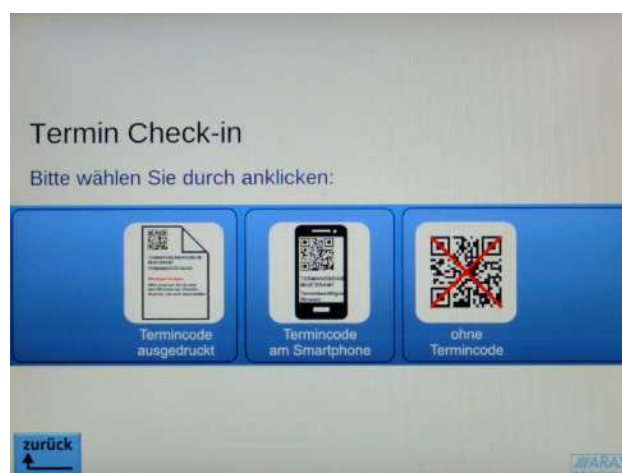 Termin Check-in
Bitte wählen Sie durch anklicken:
Termincode
ausgedruckt
Termincode
am Smartphone
ohne
Termincode
zurück